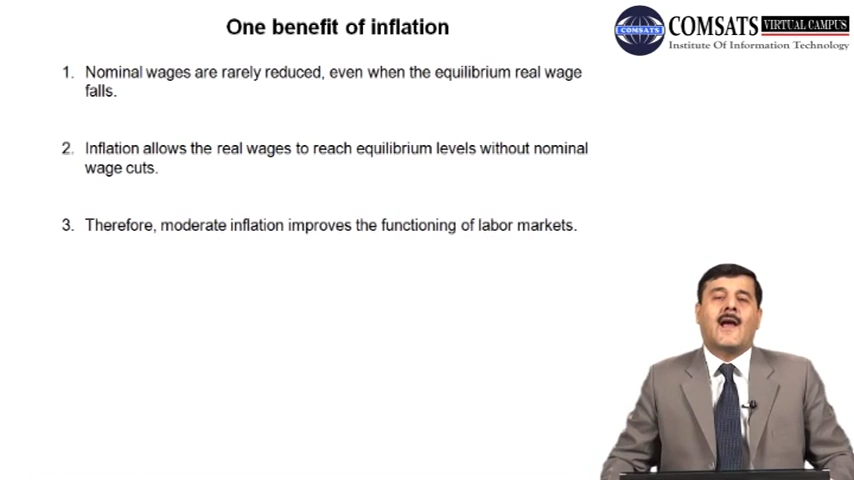 One benefit of inflation
COMSATS
COMSATS VIRTUAL CAMPUS
Institute Of Information Technology
1. Nominal wages are rarely reduced, even when the equilibrium real wage
falls.
2. Inflation allows the real wages to reach equilibrium levels without nominal
wage cuts.
3. Therefore, moderate inflation improves the functioning of labor markets.